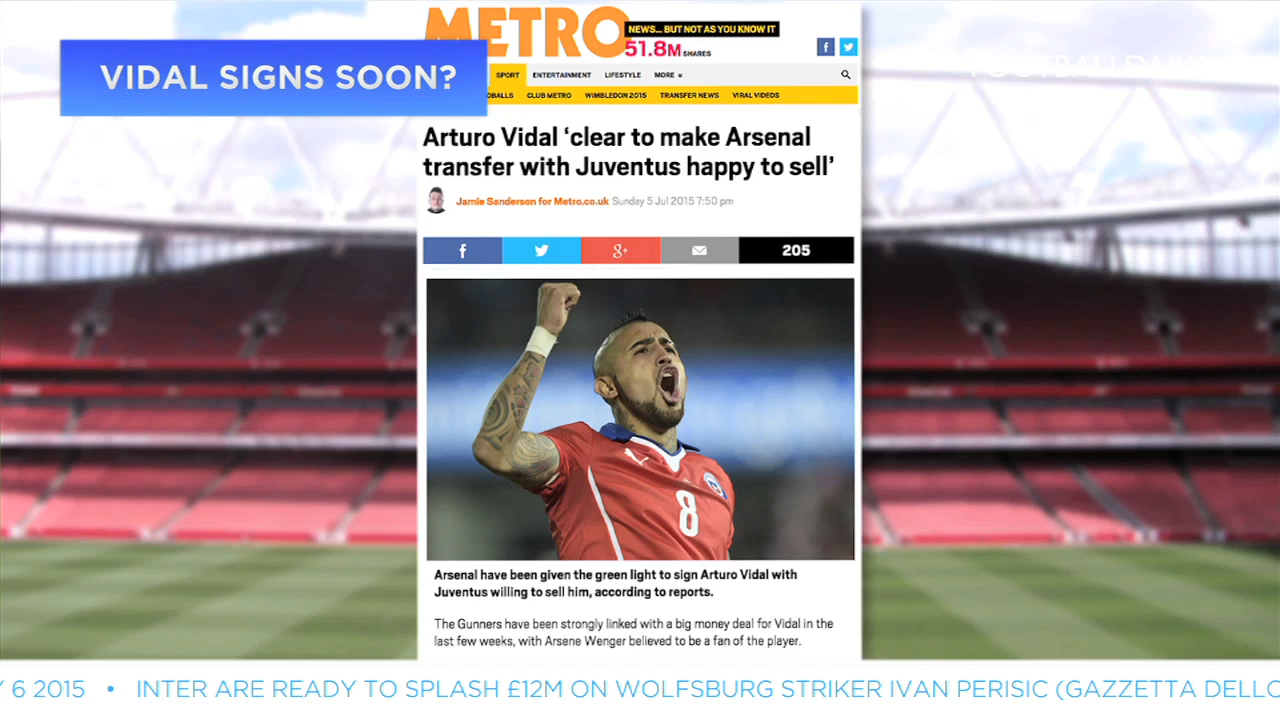 METRO
NEWS... BUT NOT AS YOU KNOW IT
51.8M SHARES
VIDAL SIGNS SOON?
FOOTBALL DAILY
SPORT ENTERTAINMENT LIFESTYLE MORE
CLUB METRO WIMBLEDON 2015 TRANSFER NEWS VIRAL VIDEOS
Arturo Vidal ‘clear to make Arsenal
transfer with Juventus happy to sell’
Jamie Sanderson for Metro.co.uk Sunday 5 Jul 2015 7:50 pm
205
8
Arsenal have been given the green light to sign Arturo Vidal with
Juventus willing to sell him, according to reports.
The Gunners have been strongly linked with a big money deal for Vidal in the
last few weeks, with Arsene Wenger believed to be a fan of the player.
Y 6 2015 • INTER ARE READY TO SPLASH £12M ON WOLFSBURG STRIKER IVAN PERISIC (GAZZETTA DELLO